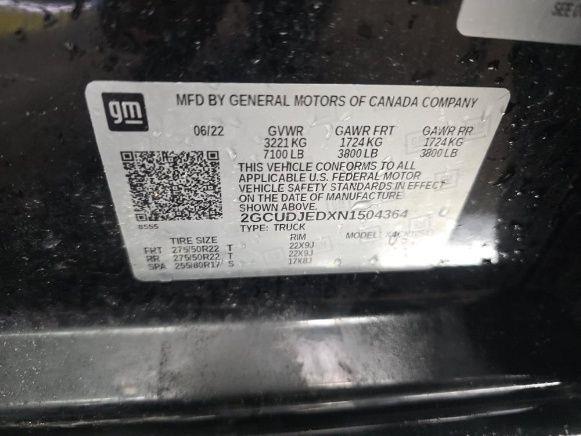 SEE
gm
MFD BY GENERAL MOTORS OF CANADA COMPANY
06/22 GVWR GAWR FRT GAWR RR
3221 KG 1724 KG 1724 KG
7100 LB 3800 LB 3800 LB
THIS VEHICLE CONFORMS TO ALL
APPLICABLE U.S. FEDERAL MOTOR
VEHICLE SAFETY STANDARDS IN EFFECT
ON THE DATE OF MANUFACTURE
SHOWN ABOVE.
2GCUDJEDXN1504364
8555 TYPE: TRUCK MODEL:
TIRE SIZE RIM
FRT 275/50R22 T 22X9J
RR 275/50R22 T 22X9J
SPA 255/80R17 S 17X8J